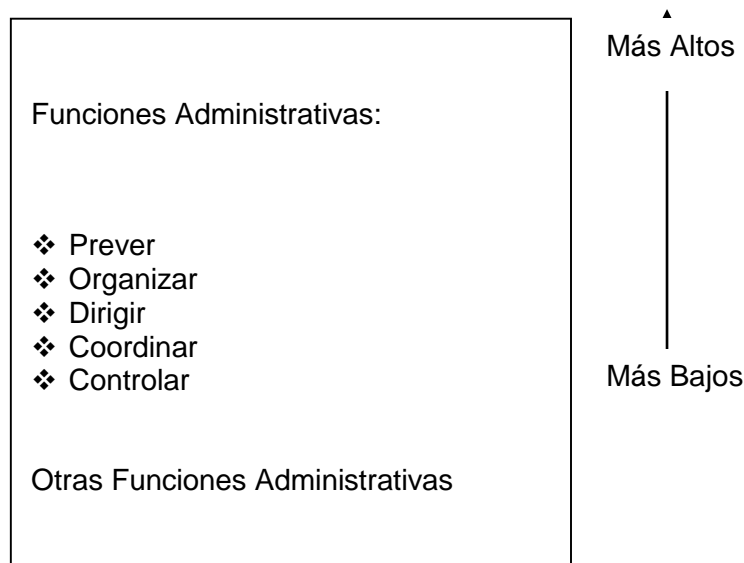 Más Altos
Funciones Administrativas:
❖ Prever
❖ Organizar
❖ Dirigir
❖ Coordinar
❖ Controlar
Más Bajos
Otras Funciones Administrativas